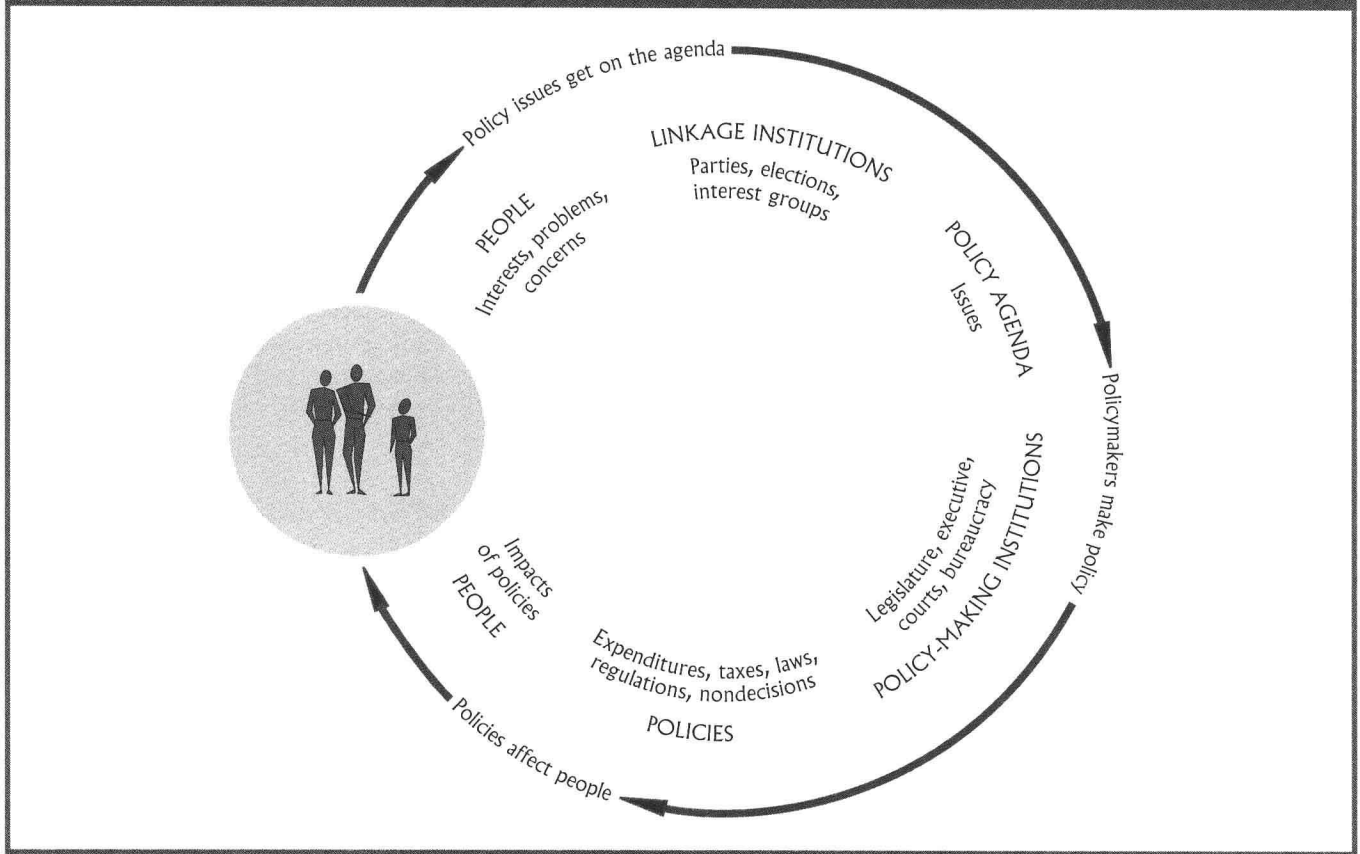 Policy issues get on the agenda
PEOPLE
Interests, problems,
concerns
LINKAGE INSTITUTIONS
Parties, elections,
interest groups
POLICY AGENDA
Issues
Policymakers make policy
Legislature, executive,
courts, bureaucracy
POLICY-MAKING INSTITUTIONS
Expenditures, taxes, laws,
regulations, nondecisions
POLICIES
Policies affect people
Impacts
of policies
PEOPLE